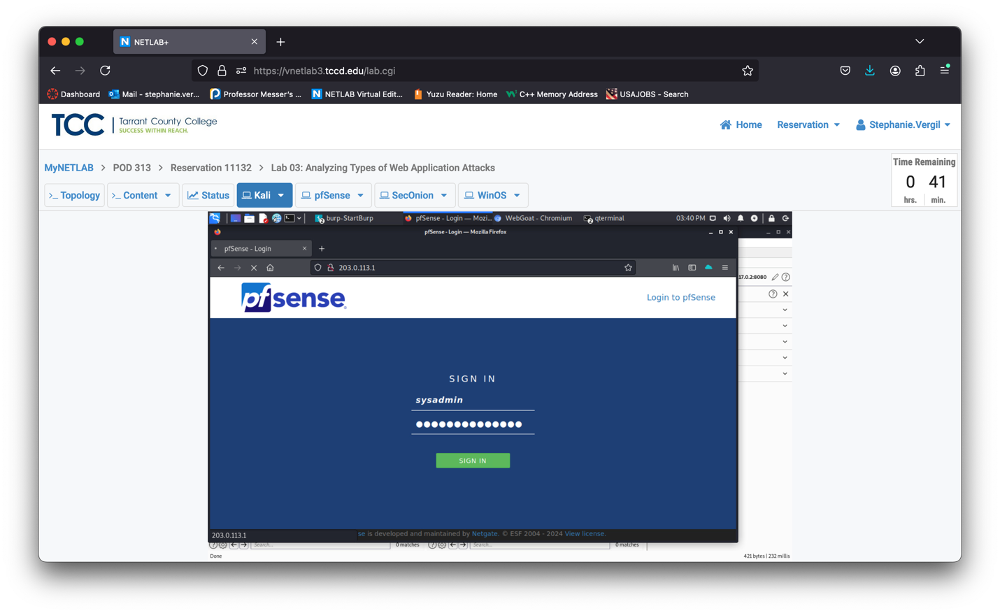 NETLAB+
https://vnetlab3.tccd.edu/lab.cgi
Dashboard Mail - stephanie.ver... Professor Messer's ... NETLAB Virtual Edit... Yuzu Reader: Home C++ Memory Address USAJOBS - Search
TCC Tarrant County College
SUCCESS WITHIN REACH.
Home Reservation Stephanie.Vergil
MyNETLAB > POD 313 > Reservation 11132 > Lab 03: Analyzing Types of Web Application Attacks
Time Remaining
0 41
hrs. min.
>_ Topology >_ Content Status Kali pfSense SecOnion WinOS
burp-StartBurp pfSense - Login — Mozi... WebGoat - Chromium qterminal 03:40 PM
pfSense - Login — Mozilla Firefox
pfSense - Login
203.0.113.1
17.0.2:8080
pfsense
Login to pfSense
SIGN IN
sysadmin
SIGN IN
203.0.113.1
se is developed and maintained by Netgate. © ESF 2004 - 2024 View license.
Search... 0 matches Search... 0 matches
Done 421 bytes | 232 millis